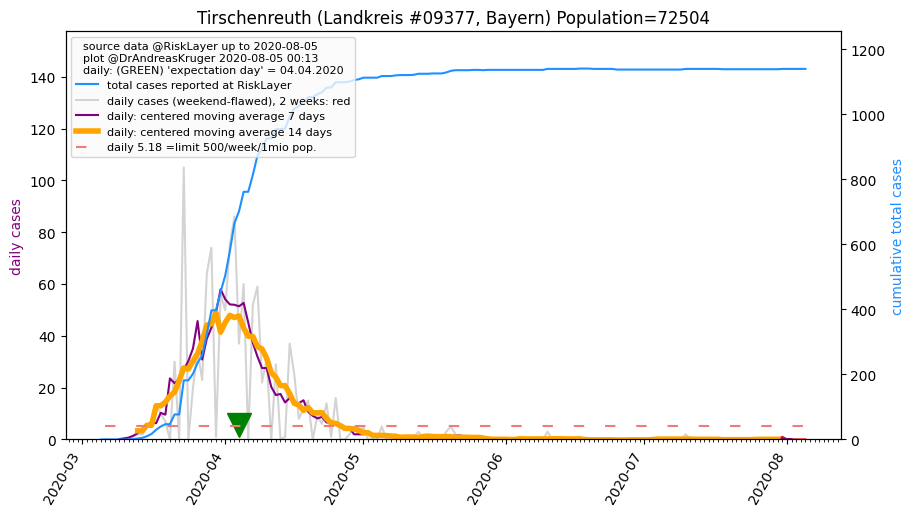 Tirschenreuth (Landkreis #09377, Bayern) Population=72504
source data @RiskLayer up to 2020-08-05
plot @DrAndreasKruger 2020-08-05 00:13
daily: (GREEN) 'expectation day' = 04.04.2020
total cases reported at RiskLayer
daily cases (weekend-flawed), 2 weeks: red
daily: centered moving average 7 days
daily: centered moving average 14 days
daily 5.18 =limit 500/week/1mio pop.
daily cases
140
120
100
80
60
40
20
0
cumulative total cases
1200
1000
800
600
400
200
0
2020-03
2020-04
2020-05
2020-06
2020-07
2020-08